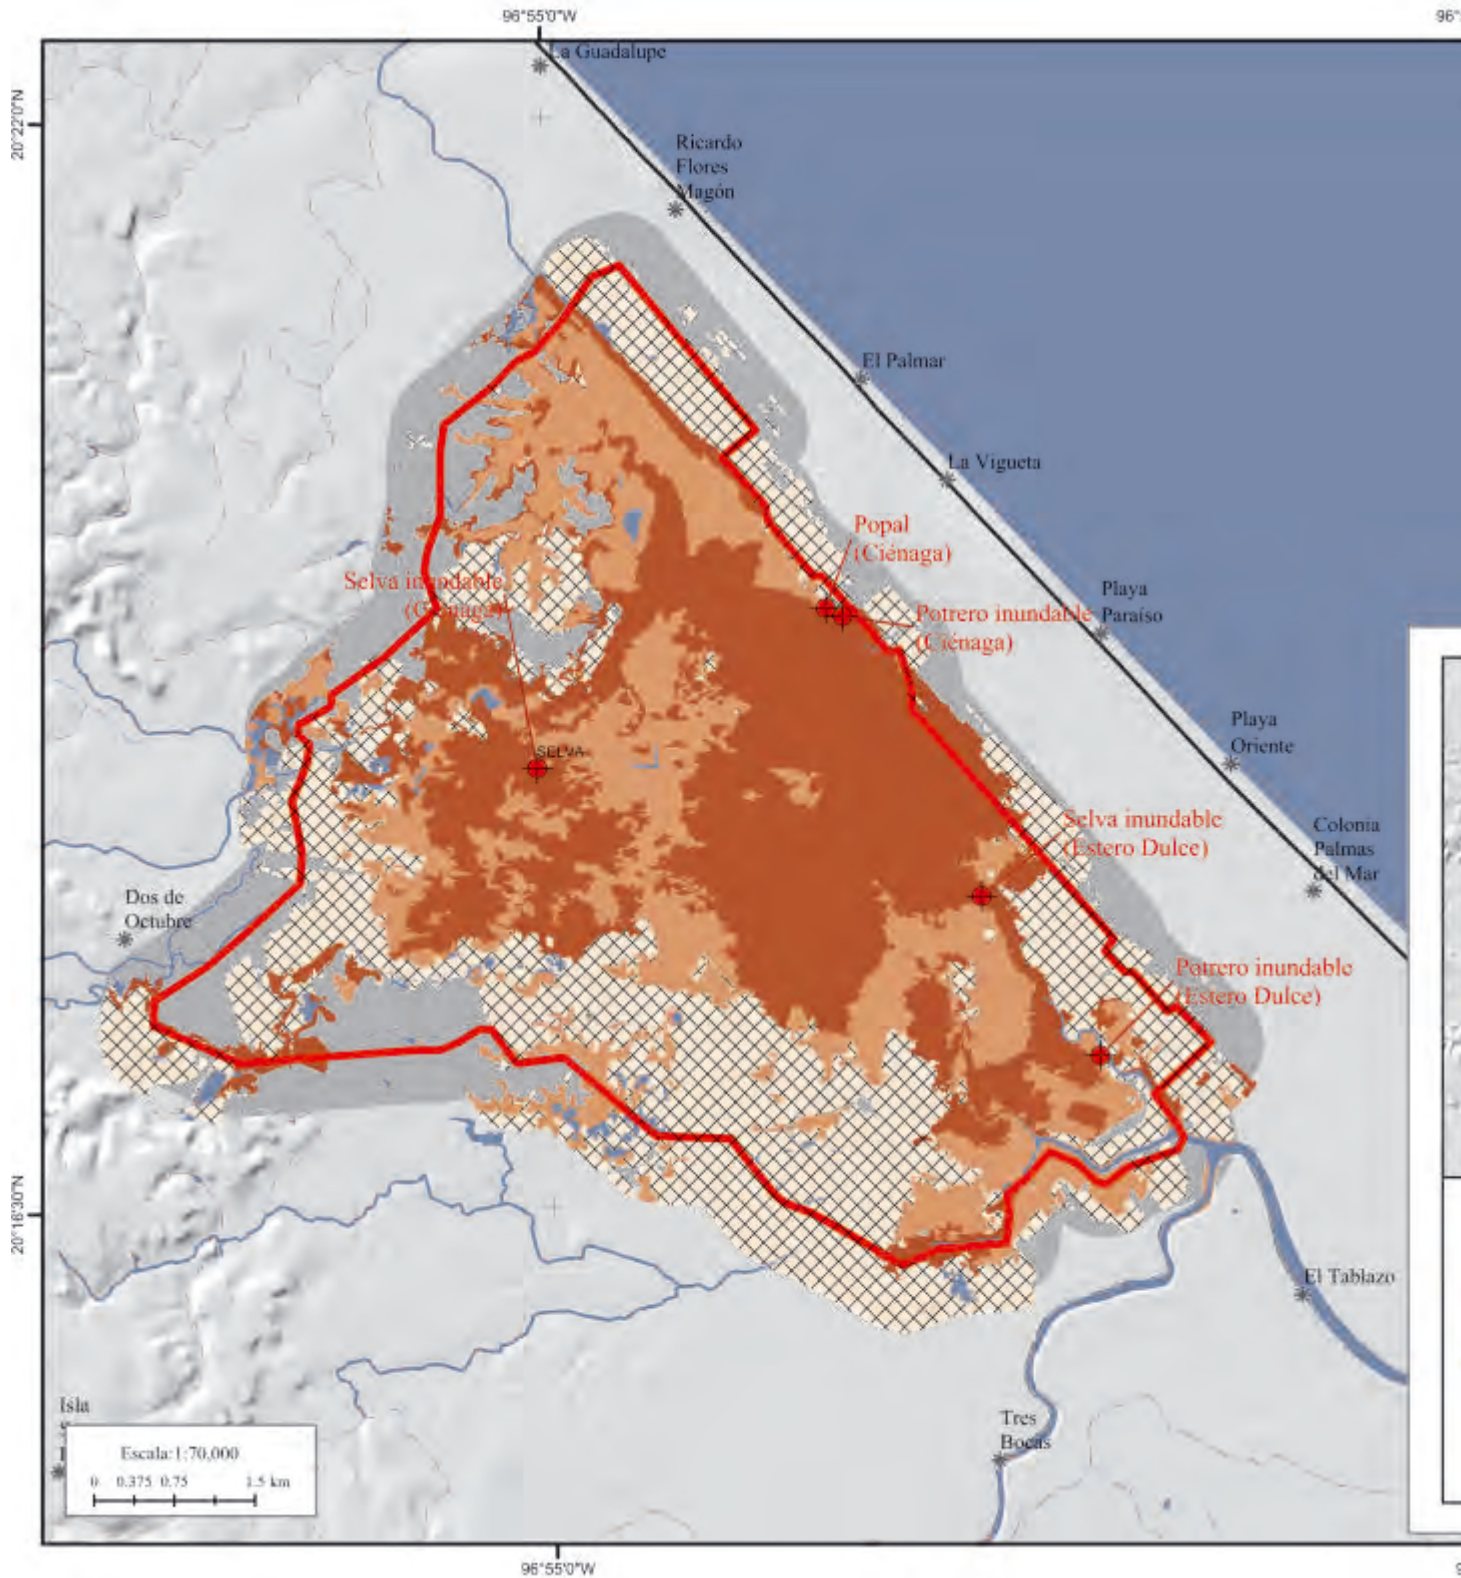 96°55'0"W
96°
La Guadalupe
20°22'0"N
Ricardo
Flores
Magón
El Palmar
La Vigueta
Popal
(Ciénaga)
Selva inundable
(Ciénaga)
Playa
Paraíso
Potrero inundable
(Ciénaga)
Playa
Oriente
SELVA
Selva inundable
(Estero Dulce)
Colonia
Palmas
del Mar
Dos de
Octubre
Potrero inundable
(Estero Dulce)
20°16'30"N
El Tablazo
Isla
Tres
Bocas
Escala:1:70,000
0 0.375 0.75 1.5 km
96°55'0"W